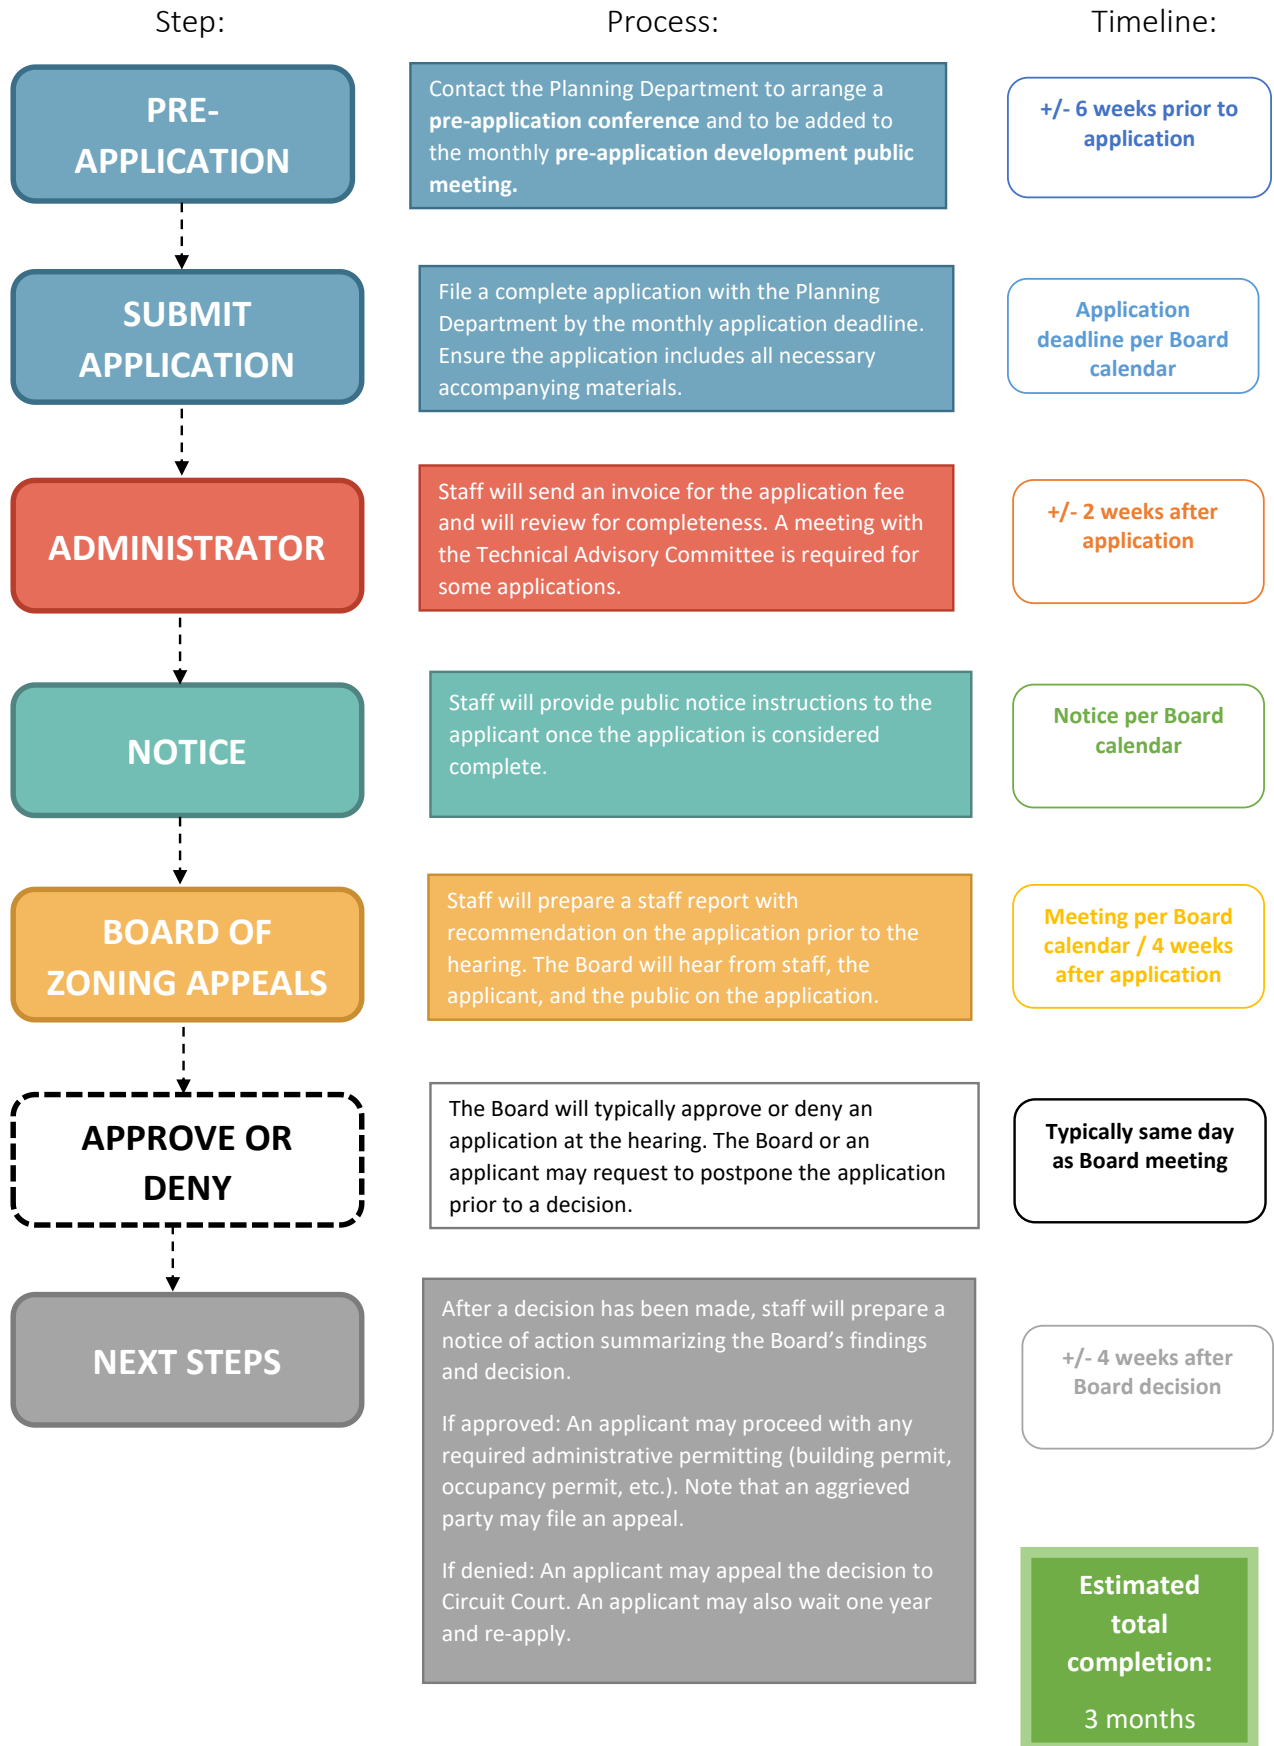 Step:
Process:
Timeline:
PRE-
APPLICATION
Contact the Planning Department to arrange a
pre-application conference and to be added to
the monthly pre-application development public
meeting.
+/- 6 weeks prior to
application
SUBMIT
APPLICATION
File a complete application with the Planning
Department by the monthly application deadline.
Ensure the application includes all necessary
accompanying materials.
Application
deadline per Board
calendar
ADMINISTRATOR
Staff will send an invoice for the application fee
and will review for completeness. A meeting with
the Technical Advisory Committee is required for
some applications.
+/- 2 weeks after
application
NOTICE
Staff will provide public notice instructions to the
applicant once the application is considered
complete.
Notice per Board
calendar
BOARD OF
ZONING APPEALS
Staff will prepare a staff report with
recommendation on the application prior to the
hearing. The Board will hear from staff, the
applicant, and the public on the application.
Meeting per Board
calendar / 4 weeks
after application
APPROVE OR
DENY
The Board will typically approve or deny an
application at the hearing. The Board or an
applicant may request to postpone the application
prior to a decision.
Typically same day
as Board meeting
NEXT STEPS
After a decision has been made, staff will prepare a
notice of action summarizing the Board’s findings
and decision.
If approved: An applicant may proceed with any
required administrative permitting (building permit,
occupancy permit, etc.). Note that an aggrieved
party may file an appeal.
If denied: An applicant may appeal the decision to
Circuit Court. An applicant may also wait one year
and re-apply.
+/- 4 weeks after
Board decision
Estimated
total
completion:
3 months